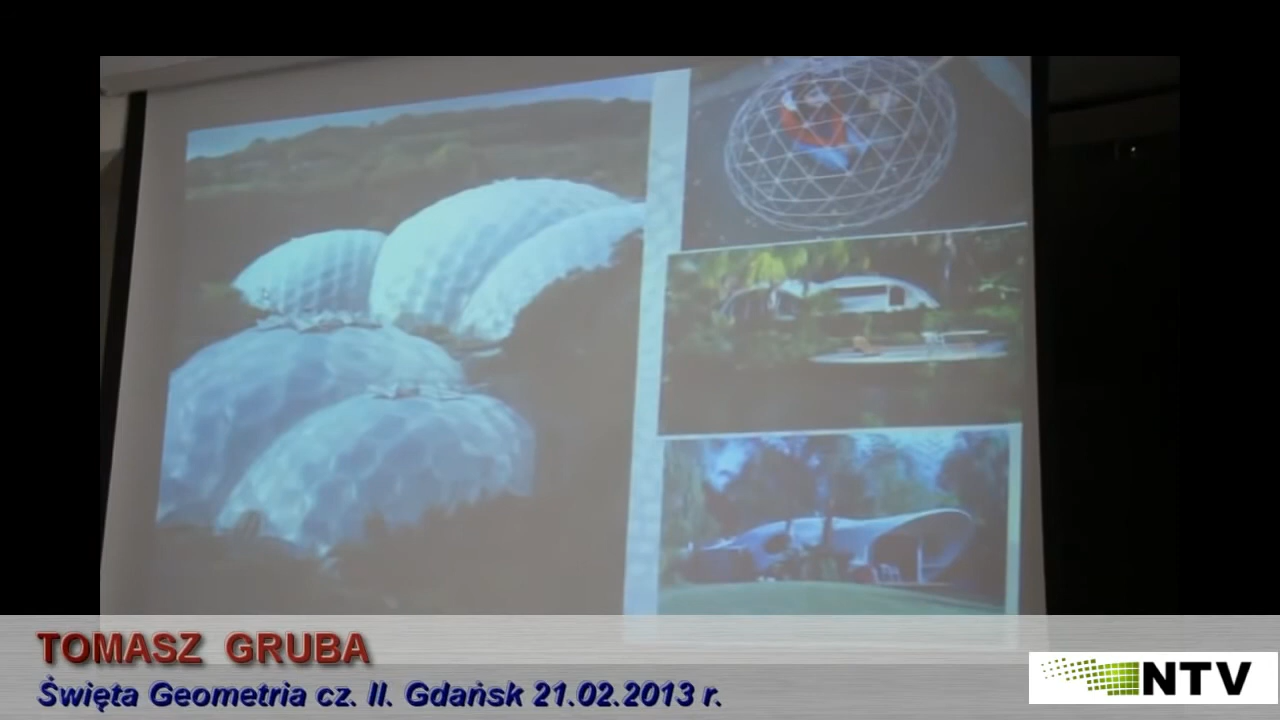 TOMASZ GRUBA
Święta Geometria cz. II. Gdańsk 21.02.2013 r.
NTV